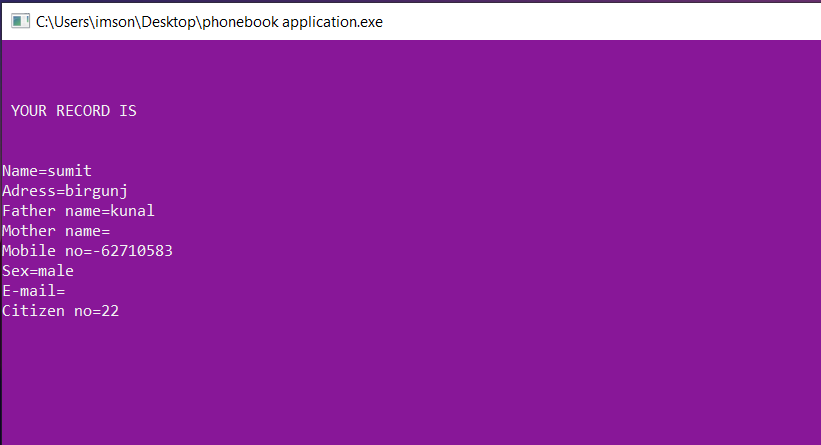 C:\Users\imson\Desktop\phonebook application.exe
YOUR RECORD IS
Name=sumit
Adress=birgunj
Father name=kunal
Mother name=
Mobile no=-62710583
Sex=male
E-mail=
Citizen no=22